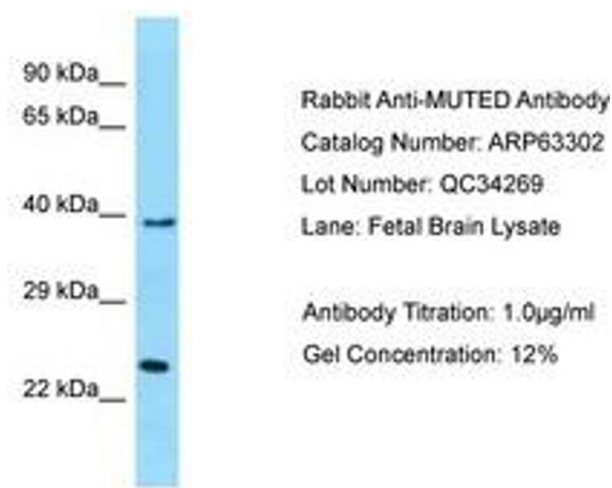 90 kDa
65 kDa
40 kDa
29 kDa
22 kDa
Rabbit Anti-MUTED Antibody
Catalog Number: ARP63302
Lot Number: QC34269
Lane: Fetal Brain Lysate
Antibody Titration: 1.0µg/ml
Gel Concentration: 12%